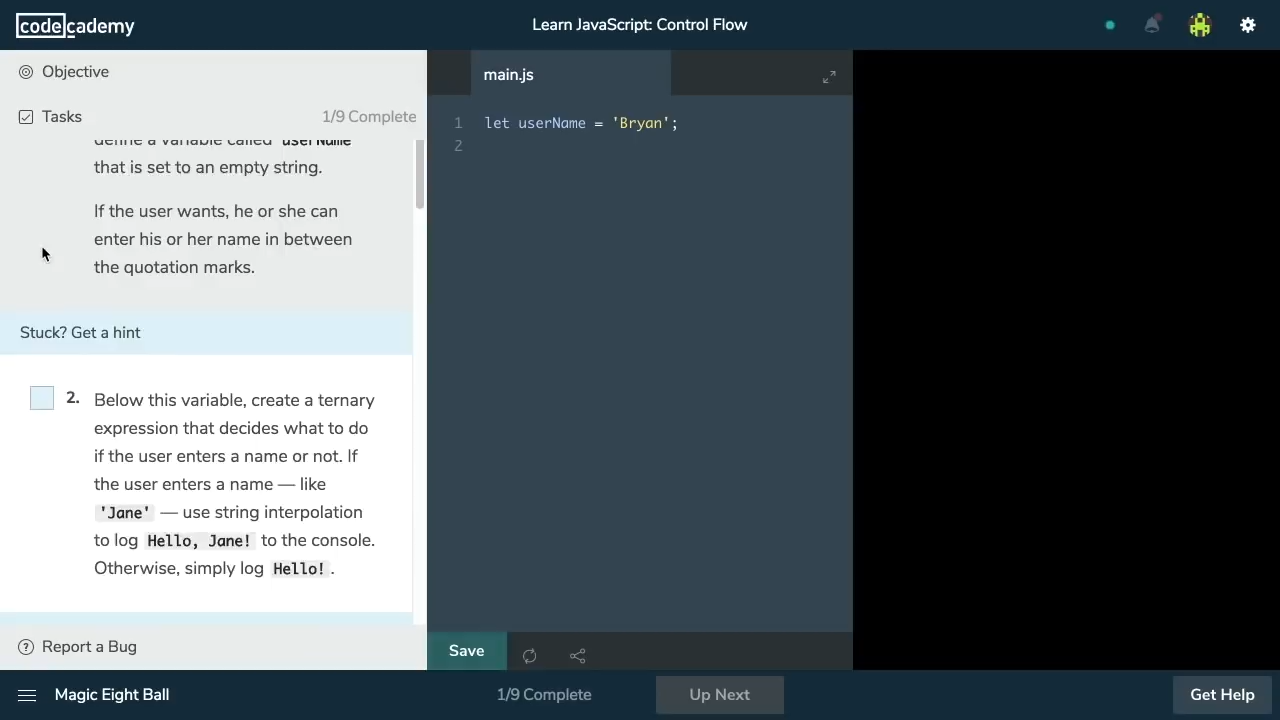 codecademy
Learn JavaScript: Control Flow
Objective
Tasks
1/9 Complete
define a variable called userName
that is set to an empty string.
If the user wants, he or she can
enter his or her name in between
the quotation marks.
Stuck? Get a hint
2. Below this variable, create a ternary
expression that decides what to do
if the user enters a name or not. If
the user enters a name — like
'Jane' — use string interpolation
to log Hello, Jane! to the console.
Otherwise, simply log Hello!.
Report a Bug
main.js
1 let userName = 'Bryan';
2
Save
Magic Eight Ball
1/9 Complete
Up Next
Get Help